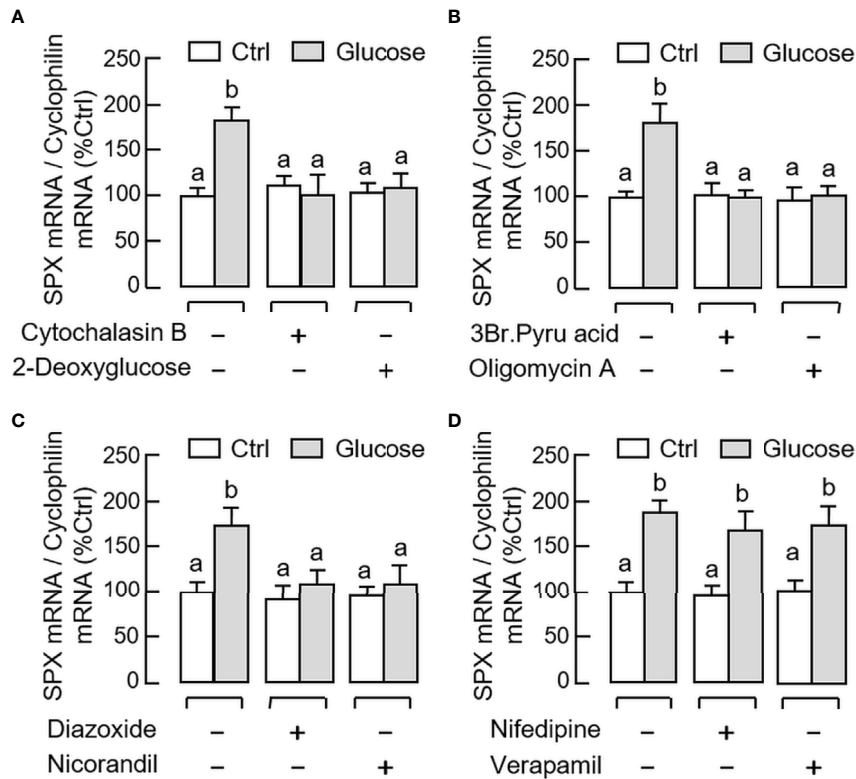 A
SPX mRNA / Cyclophilin
mRNA (%Ctrl)
250
200
150
100
50
0
Ctrl Glucose
a b a a a a
Cytochalasin B – + –
2-Deoxyglucose – – +
B
SPX mRNA / Cyclophilin
mRNA (%Ctrl)
250
200
150
100
50
0
Ctrl Glucose
a b a a a a
3Br.Pyru acid – + –
Oligomycin A – – +
C
SPX mRNA / Cyclophilin
mRNA (%Ctrl)
250
200
150
100
50
0
Ctrl Glucose
a b a a a a
Diazoxide – + –
Nicorandil – – +
D
SPX mRNA / Cyclophilin
mRNA (%Ctrl)
250
200
150
100
50
0
Ctrl Glucose
a b a b a b
Nifedipine – + –
Verapamil – – +